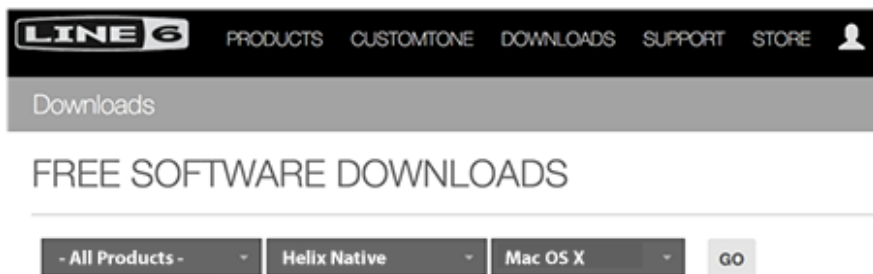 LINE 6 PRODUCTS CUSTOMTONE DOWNLOADS SUPPORT STORE
Downloads
FREE SOFTWARE DOWNLOADS
- All Products - Helix Native Mac OS X GO